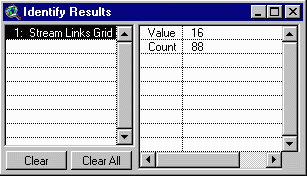 Identify Results
1: Stream Links Grid
Value 16
Count 88
Clear Clear All